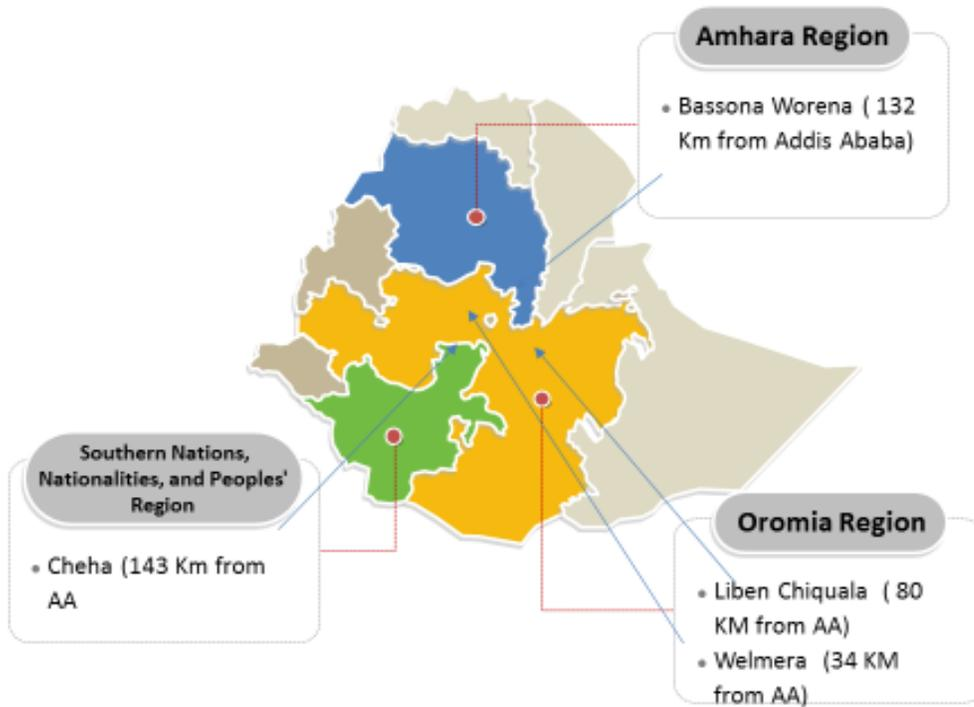 Amhara Region
• Bassona Worena ( 132
Km from Addis Ababa)
Southern Nations,
Nationalities, and Peoples'
Region
• Cheha (143 Km from
AA
Oromia Region
• Liben Chiquala ( 80
KM from AA)
• Welmera (34 KM
from AA)